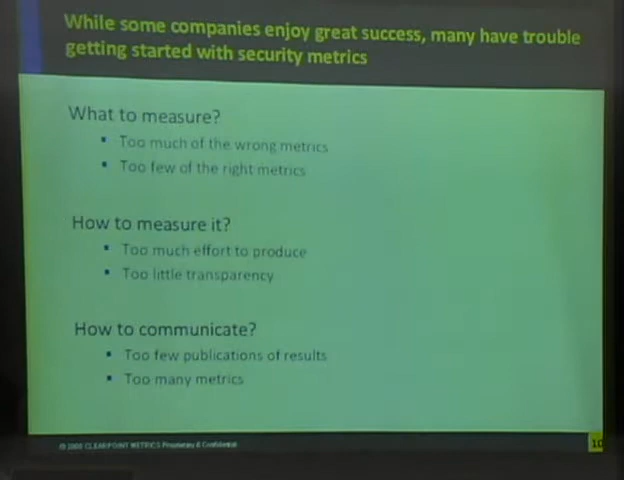 While some companies enjoy great success, many have trouble
getting started with security metrics
What to measure?
▪ Too much of the wrong metrics
▪ Too few of the right metrics
How to measure it?
▪ Too much effort to produce
▪ Too little transparency
How to communicate?
▪ Too few publications of results
▪ Too many metrics
CLEARPOINT METRICS Proprietary & Confidential
10